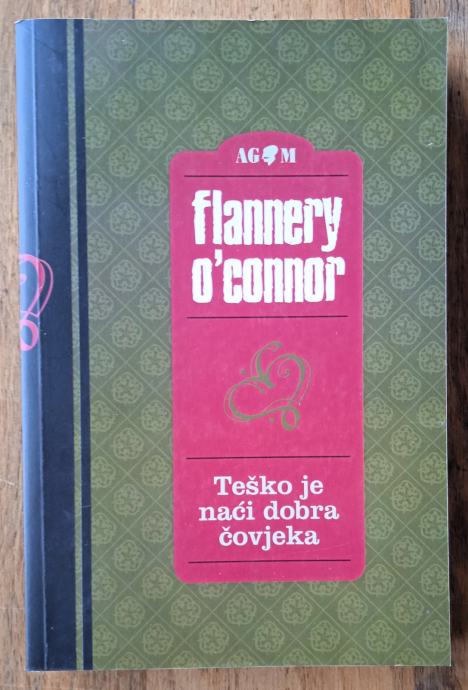 AGM
flannery
o'connor
Teško je
naći dobra
čovjeka